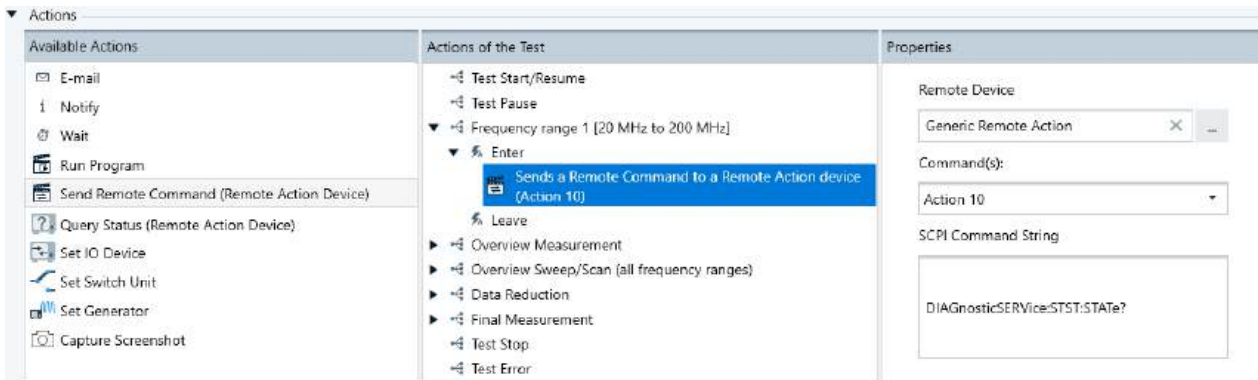 Actions
Available Actions
E-mail
Notify
Wait
Run Program
Send Remote Command (Remote Action Device)
Query Status (Remote Action Device)
Set IO Device
Set Switch Unit
Set Generator
Capture Screenshot
Actions of the Test
Test Start/Resume
Test Pause
Frequency range 1 [20 MHz to 200 MHz]
Enter
Sends a Remote Command to a Remote Action device
(Action 10)
Leave
Overview Measurement
Overview Sweep/Scan (all frequency ranges)
Data Reduction
Final Measurement
Test Stop
Test Error
Properties
Remote Device
Generic Remote Action
...
Command(s):
Action 10
SCPI Command String
DIAGnosticSERVice:STST:STATe?